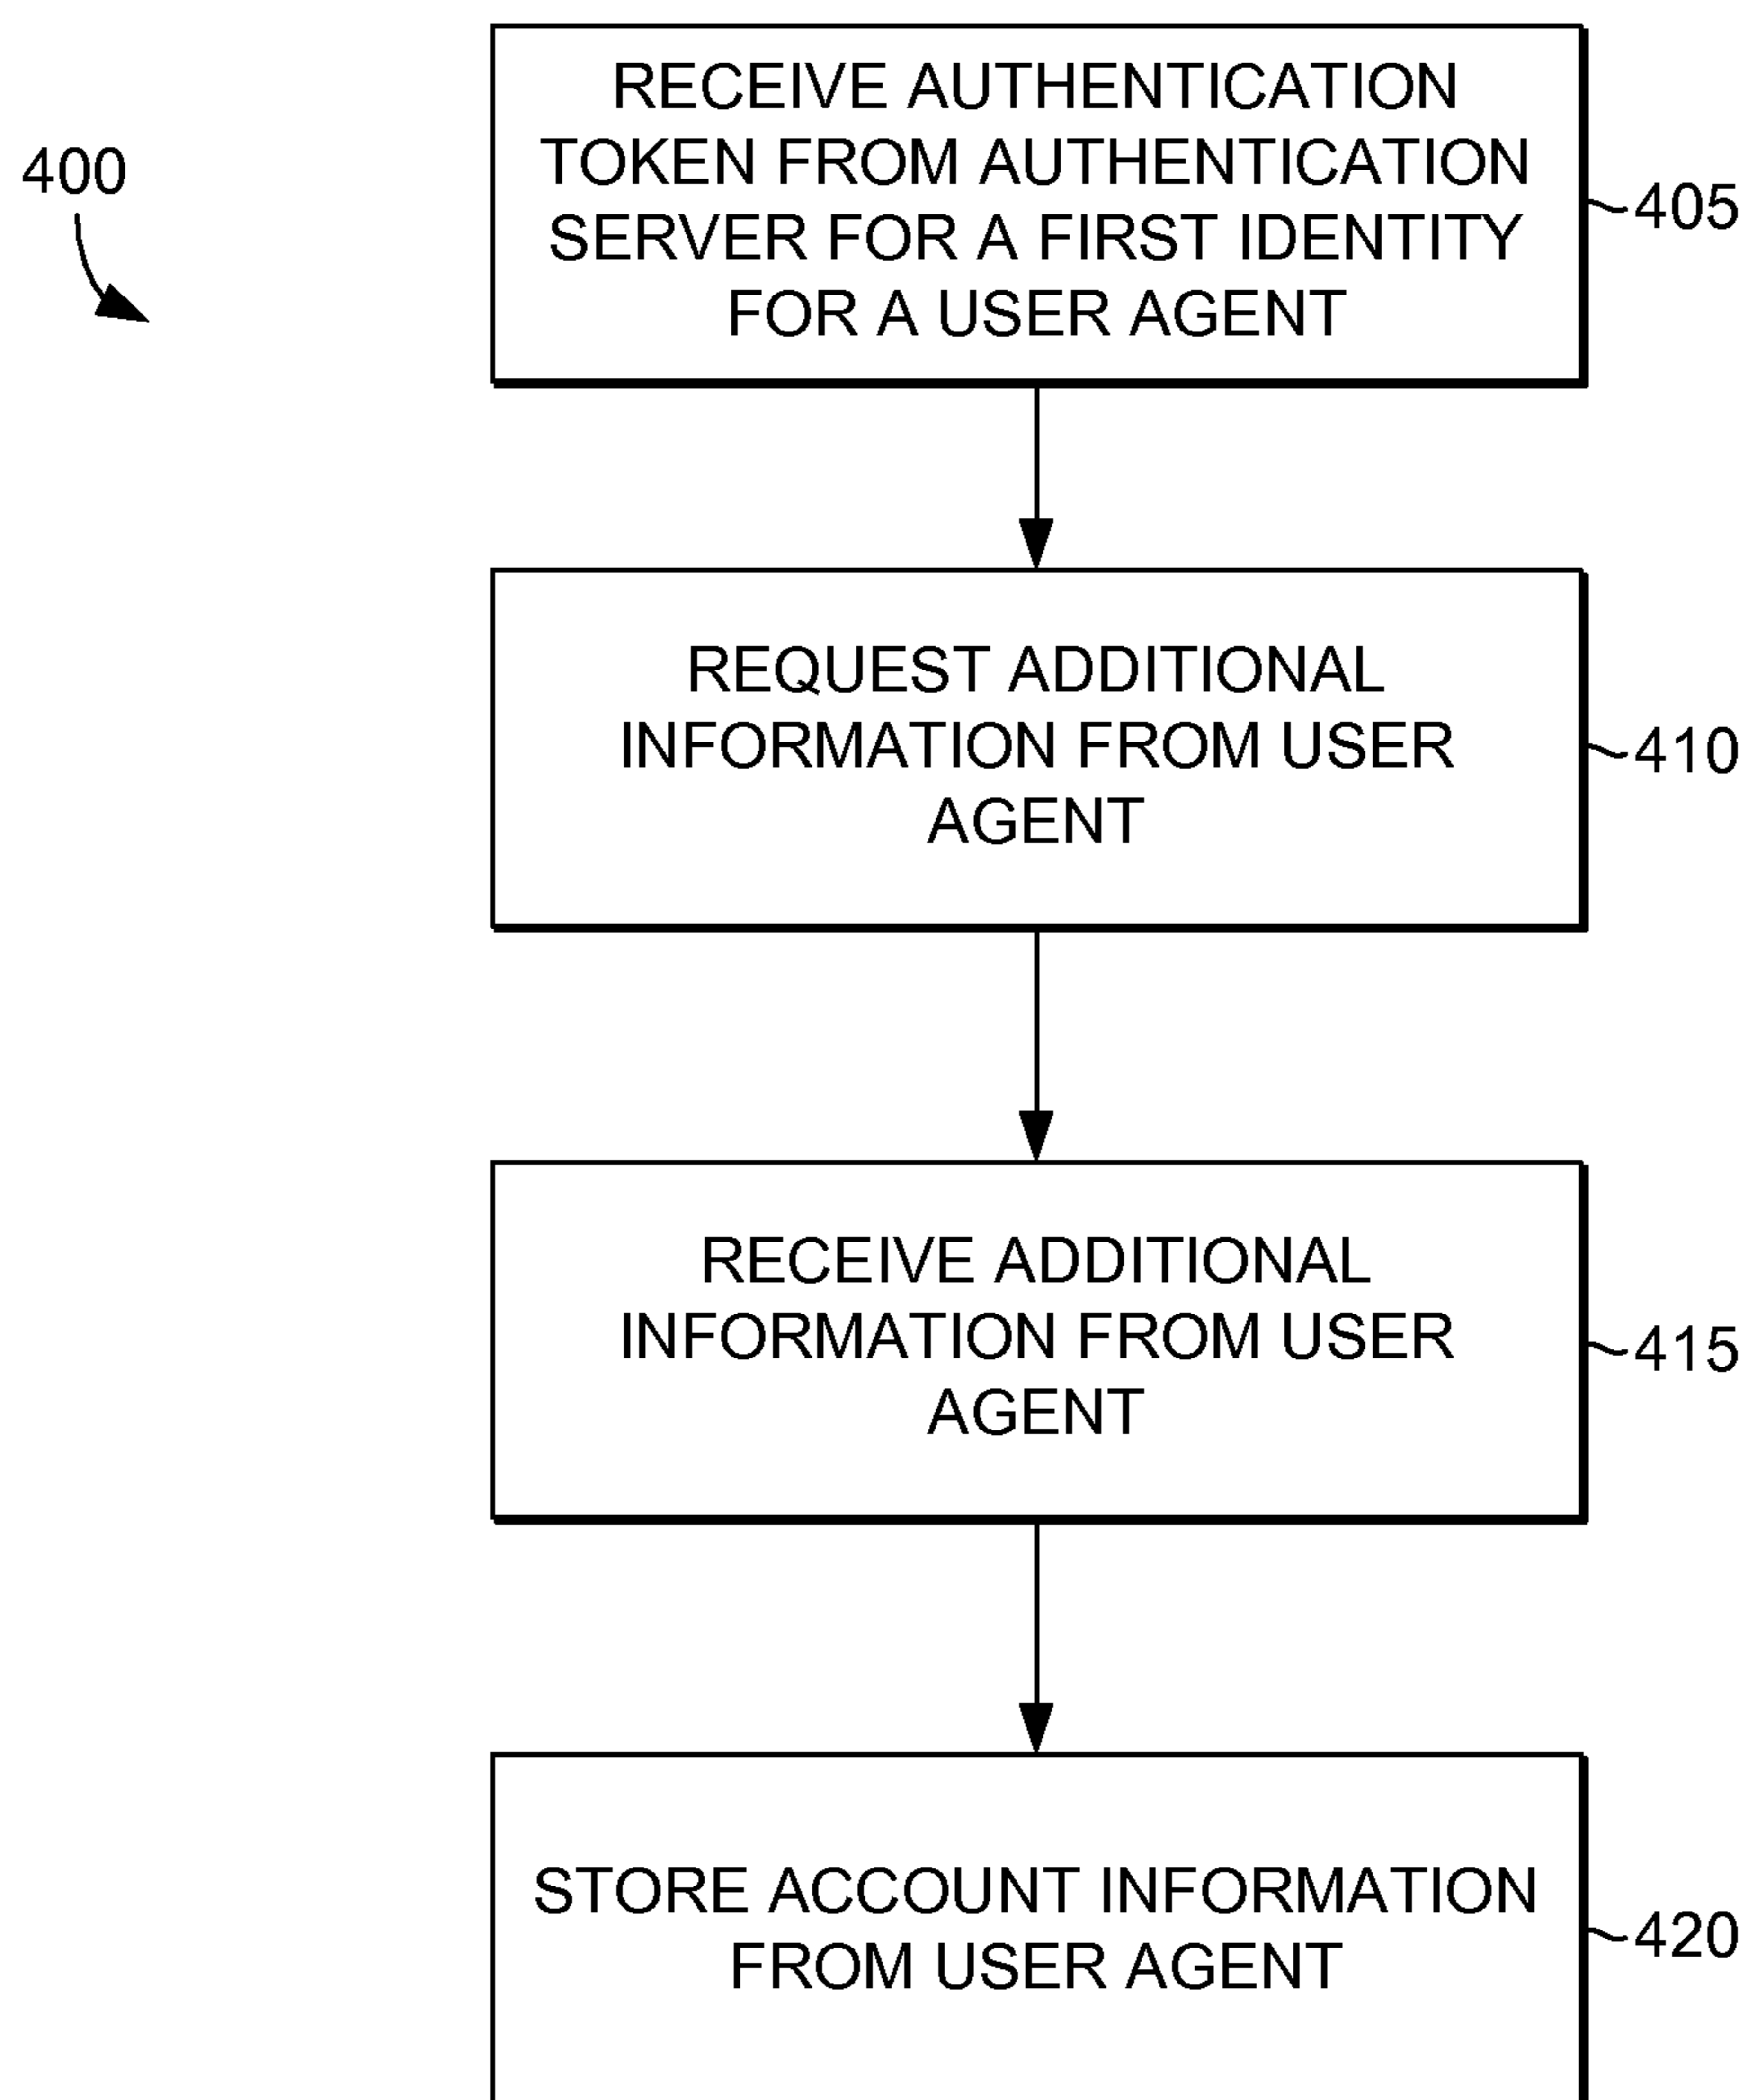 400
RECEIVE AUTHENTICATION
TOKEN FROM AUTHENTICATION
SERVER FOR A FIRST IDENTITY
FOR A USER AGENT
405
REQUEST ADDITIONAL
INFORMATION FROM USER
AGENT
410
RECEIVE ADDITIONAL
INFORMATION FROM USER
AGENT
415
STORE ACCOUNT INFORMATION
FROM USER AGENT
420